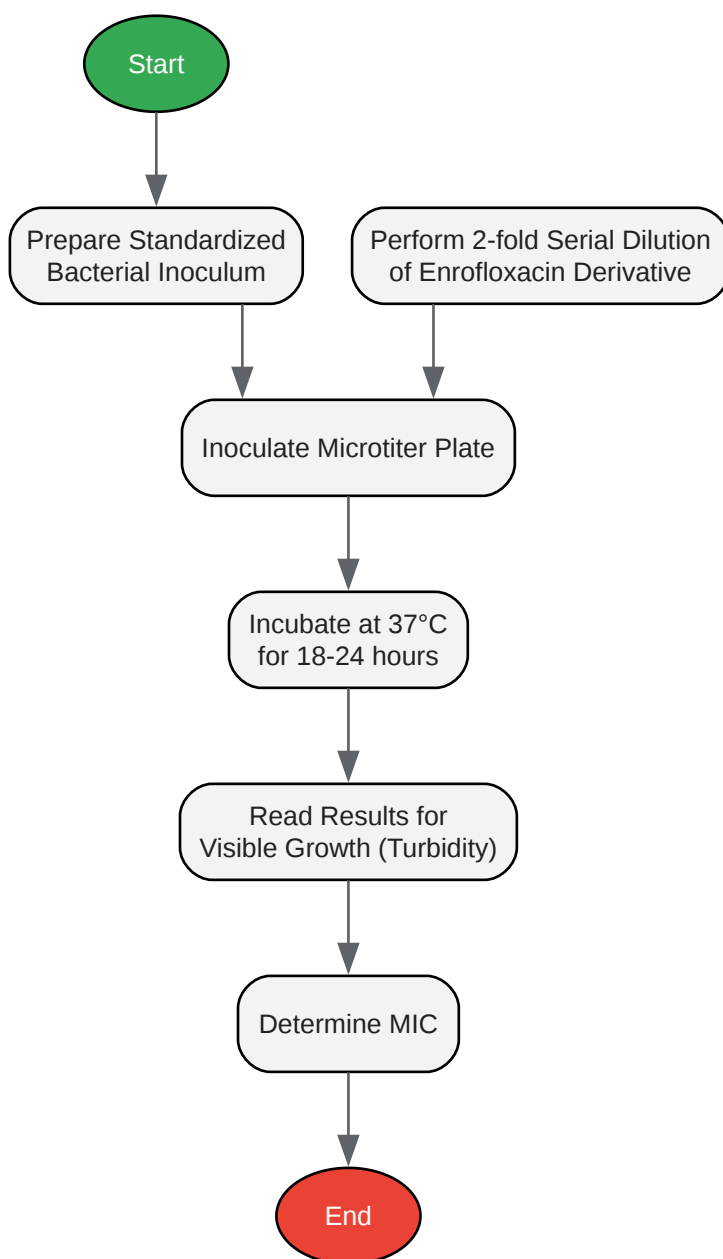 Start
Prepare Standardized
Bacterial Inoculum
Perform 2-fold Serial Dilution
of Enrofloxacin Derivative
Inoculate Microtiter Plate
Incubate at 37°C
for 18-24 hours
Read Results for
Visible Growth (Turbidity)
Determine MIC
End